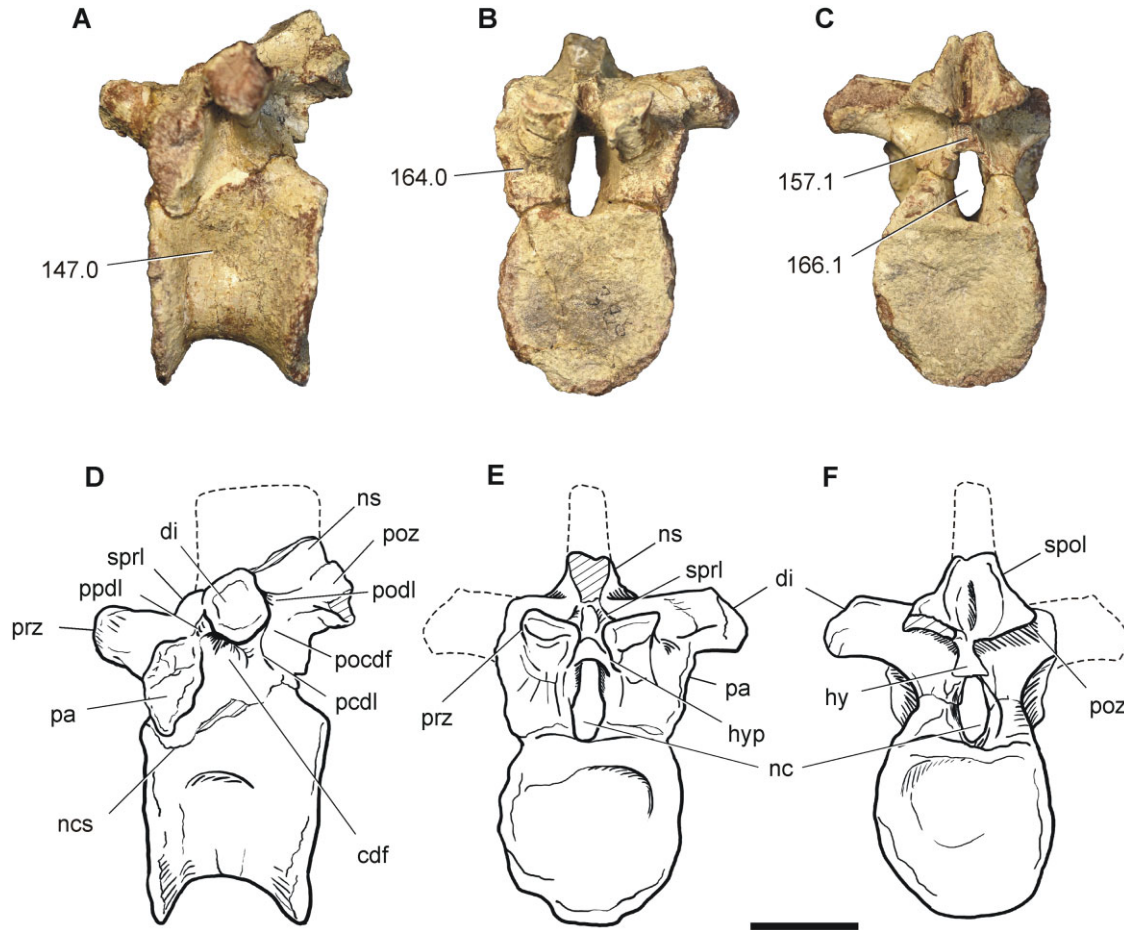 A
B
C
147.0
164.0
157.1
166.1
D
E
F
ns
di
poz
sprl
podl
ppdl
prz
pocdf
pa
pcdl
ncs
cdf
ns
sprl
di
prz
pa
hyp
nc
spol
hy
poz